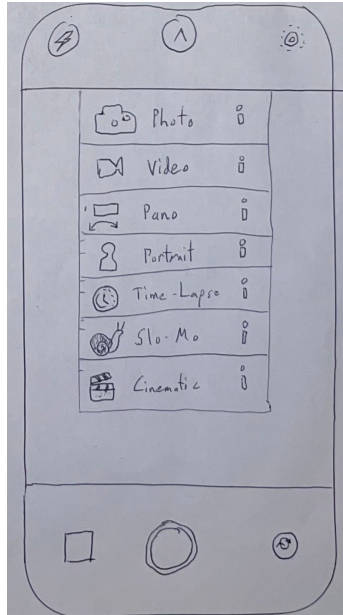 Photo i
Video i
Pano i
Portrait i
Time-Lapse i
Slo-Mo i
Cinematic i